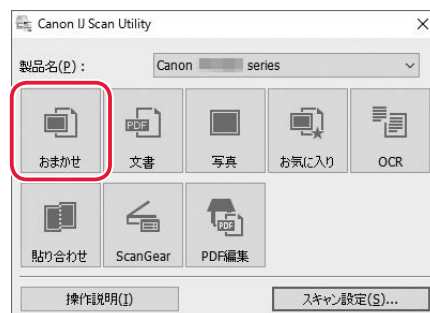 Canon IJ Scan Utility
製品名(P)： Canon series
おまかせ 文書 写真 お気に入り OCR
PDF
貼り合わせ ScanGear PDF編集
PDF
操作説明(I) スキャン設定(S)...